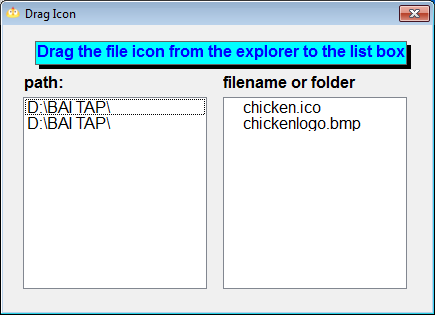 Drag Icon
Drag the file icon from the explorer to the list box
path:
filename or folder
D:\BAI TAP\
D:\BAI TAP\
chicken.ico
chickenlogo.bmp